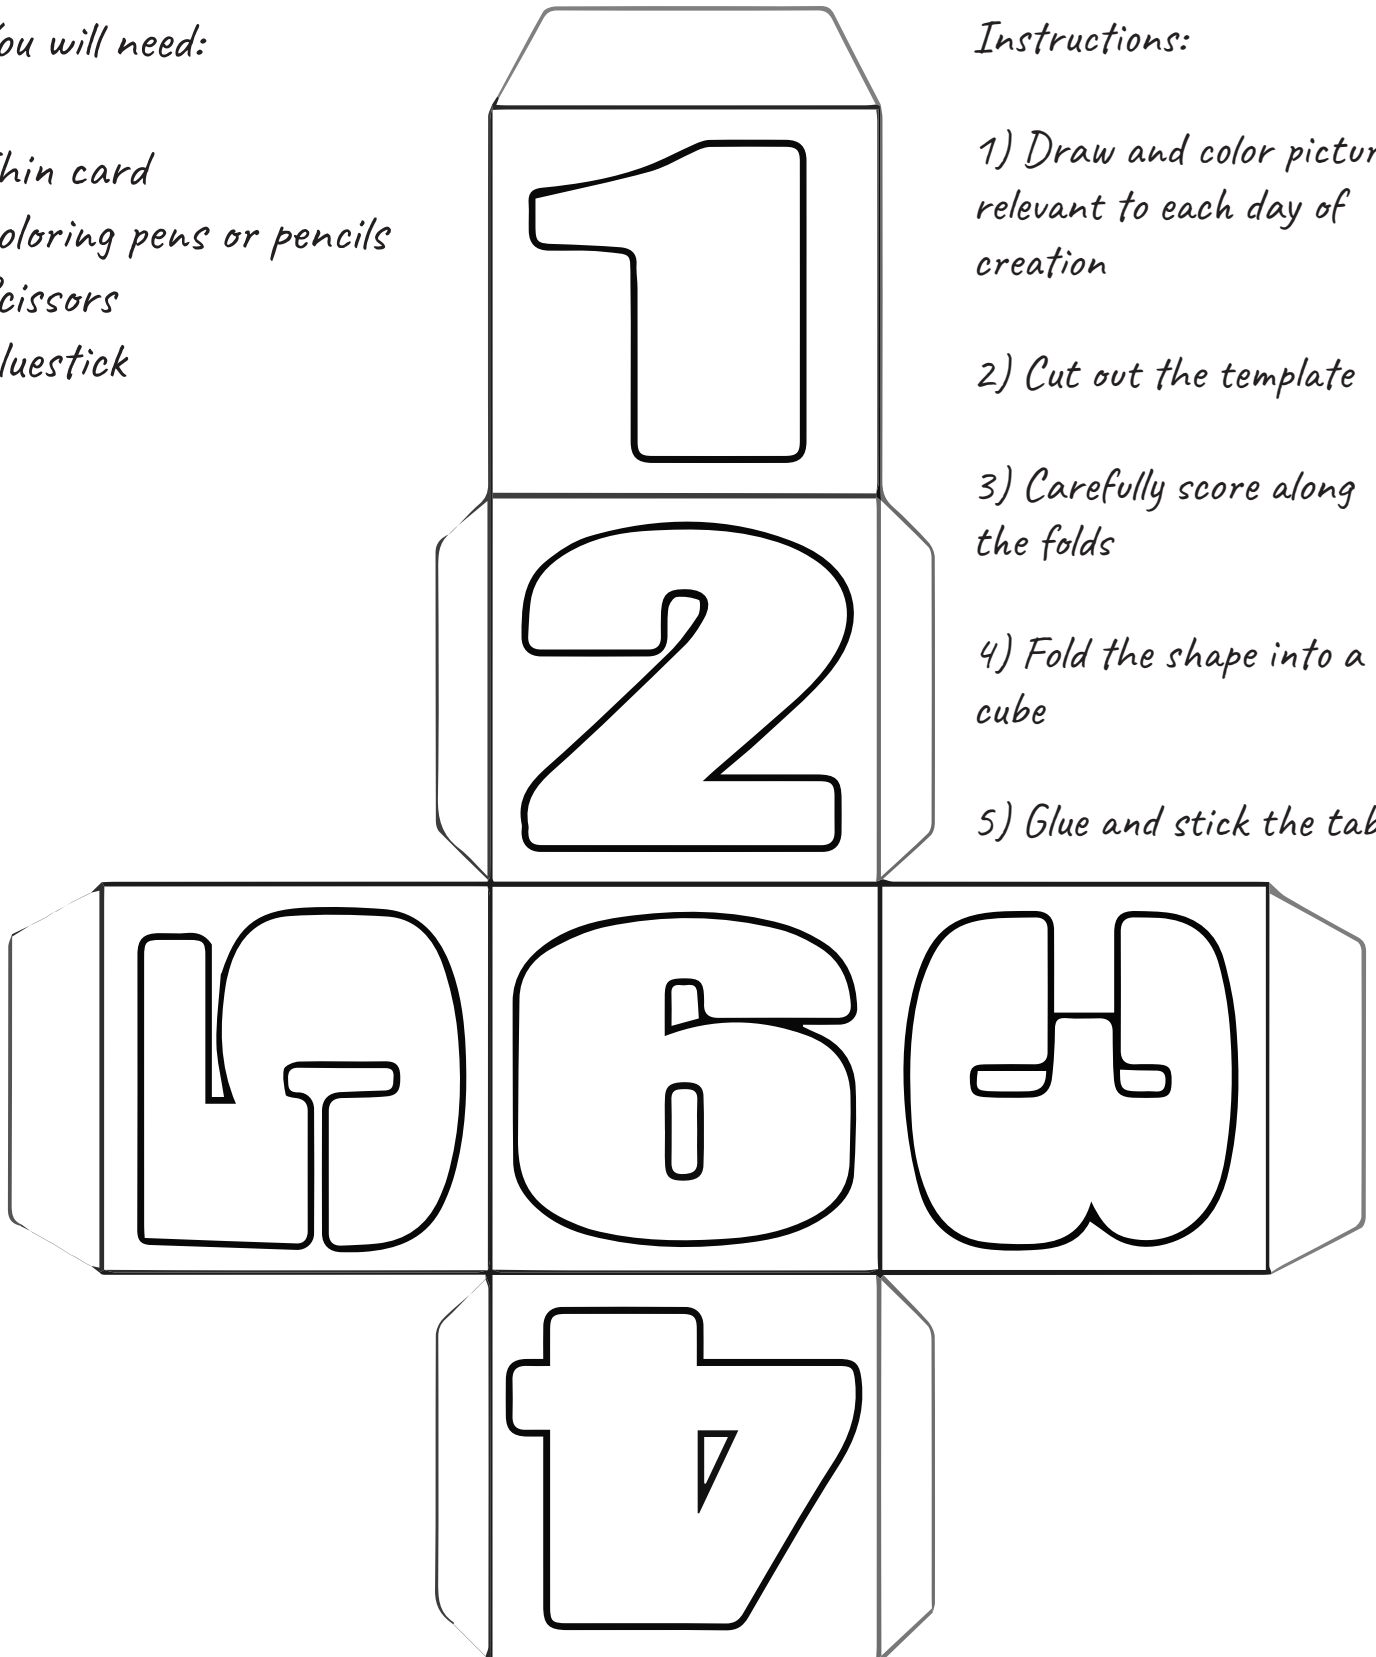 ou will need:
hin card
oloring pens or pencils
cissors
luestick
Instructions:
1) Draw and color pictur
relevant to each day of
creation
2) Cut out the template
3) Carefully score along
the folds
4) Fold the shape into a
cube
5) Glue and stick the tab
1
2
5 6 3
4